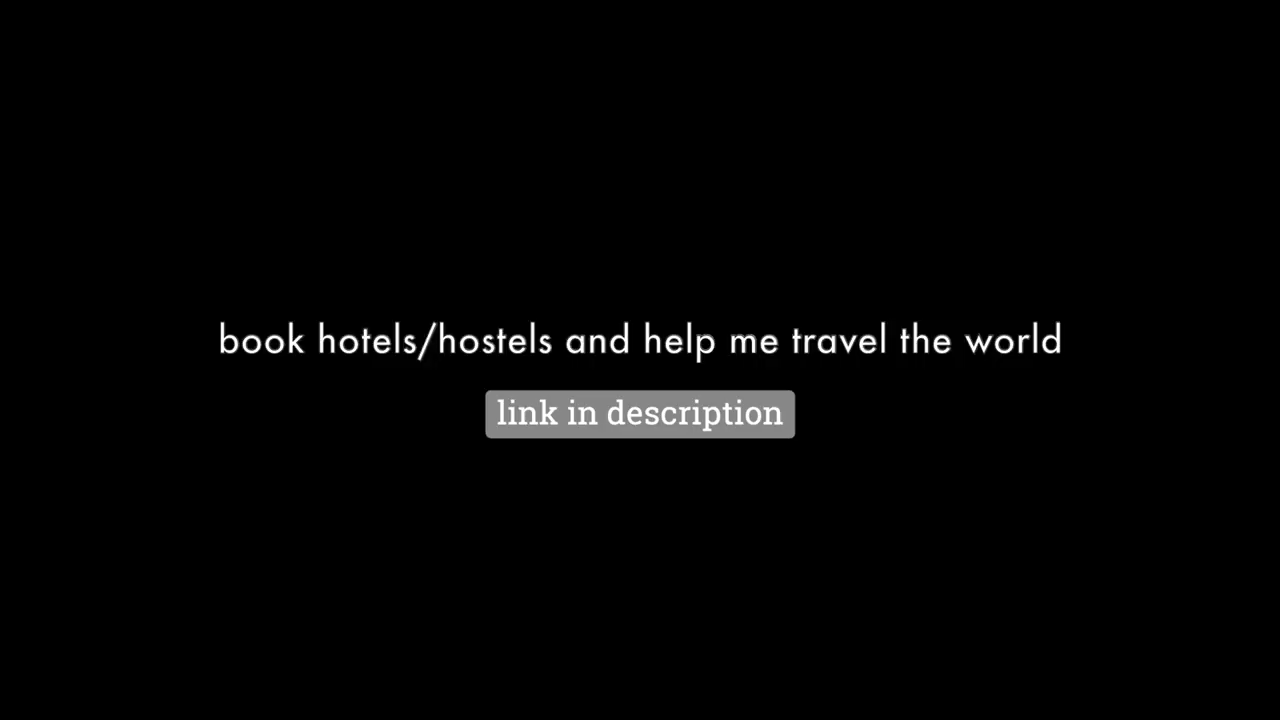 book hotels/hostels and help me travel the world
link in description